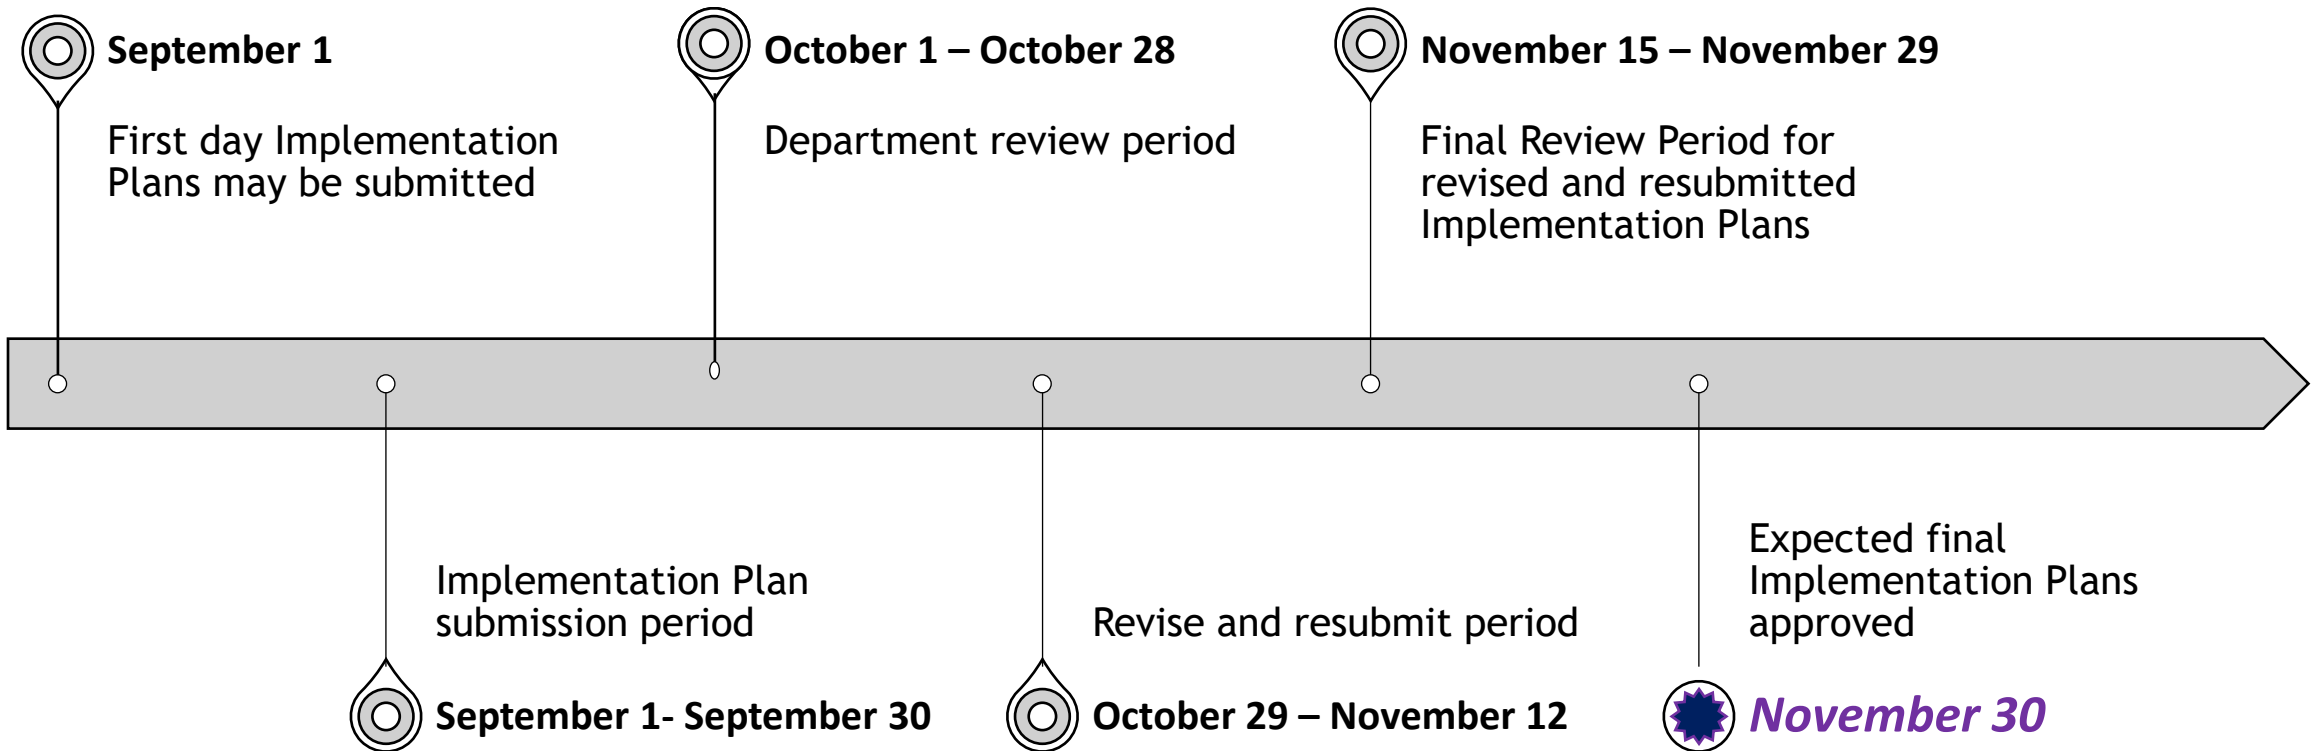 September 1
First day Implementation
Plans may be submitted
October 1 – October 28
Department review period
November 15 – November 29
Final Review Period for
revised and resubmitted
Implementation Plans
Implementation Plan
submission period
September 1- September 30
Revise and resubmit period
October 29 – November 12
Expected final
Implementation Plans
approved
November 30